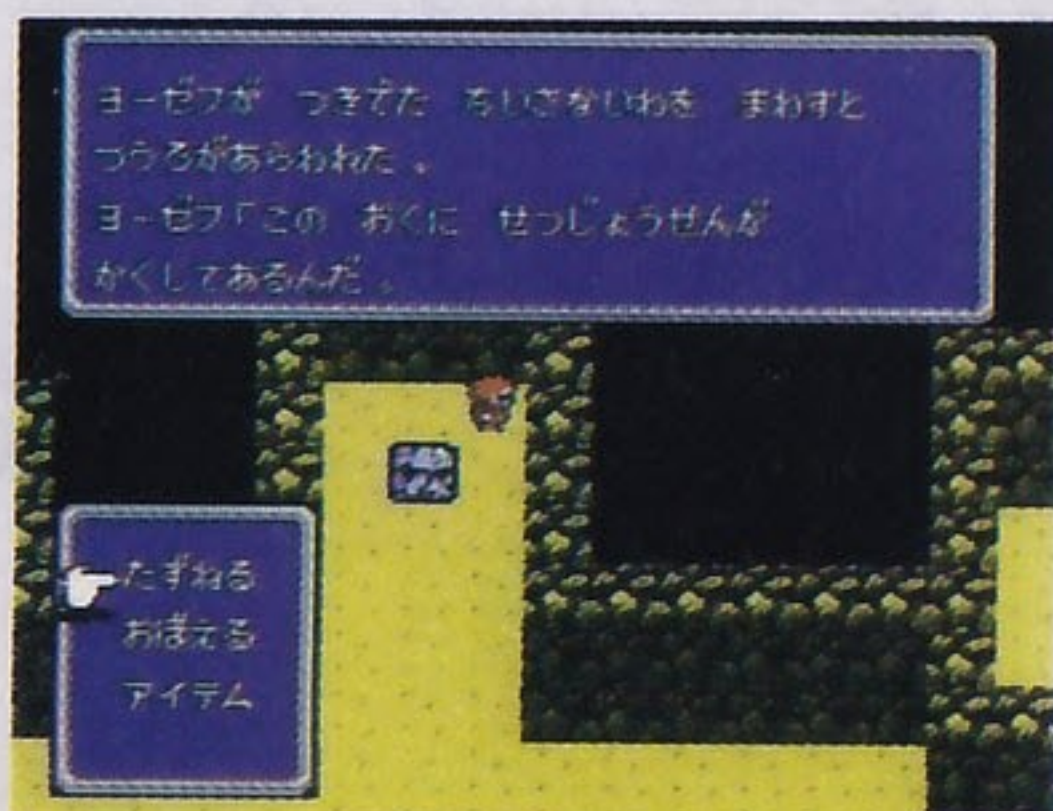 ヨーゼフが　つきでた　ちいさないわを　まわすと
つうろがあらわれた。
ヨーゼフ「この　おくに　せつじょうせんが
かくしてあるんだ。
たずねる
おぼえる
アイテム